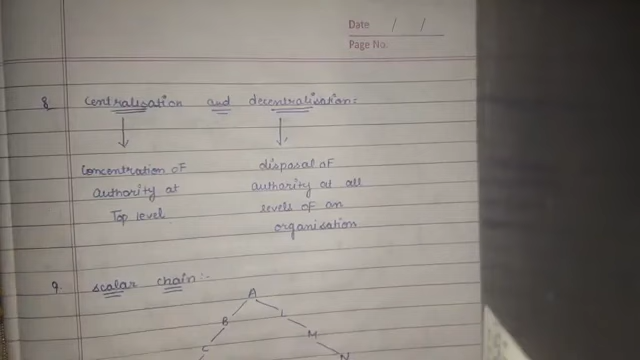 Date / /
Page No.
8. centralisation and decentralisation:
concentration of
authority at
Top level
disposal of
authority at all
levels of an
organisation
9. scalar chain:-
A
B L
C M
N